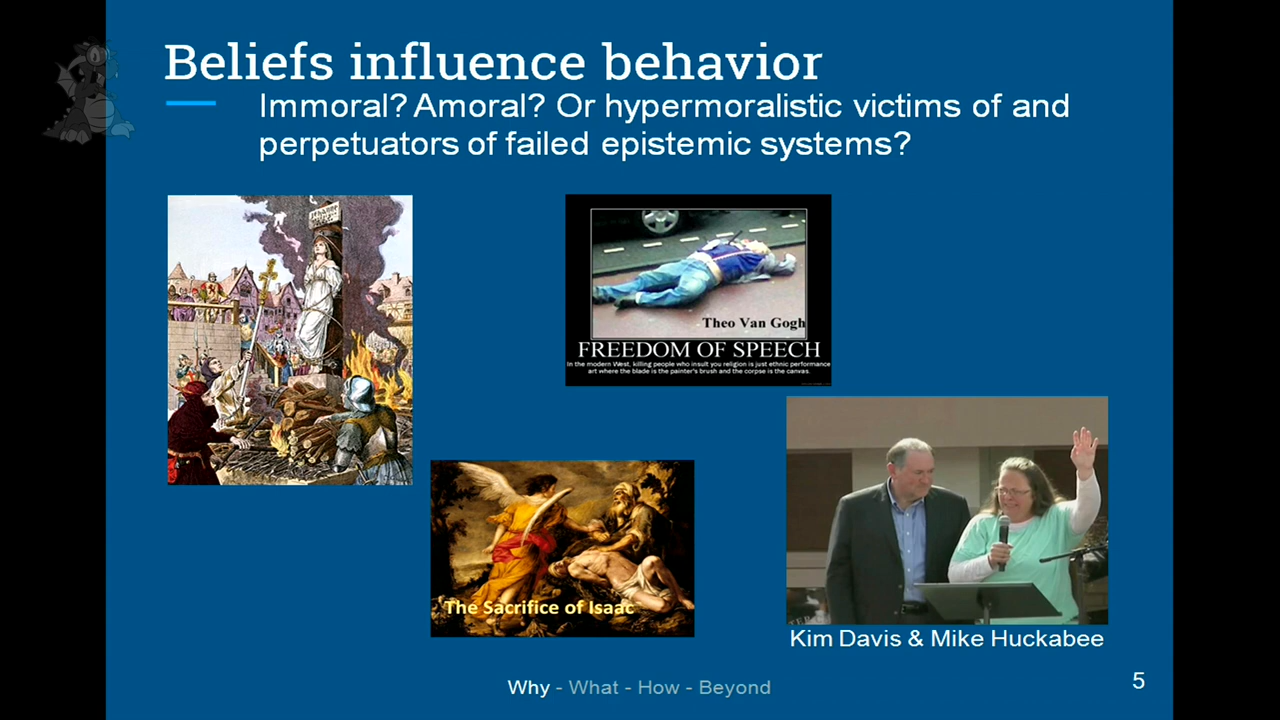 Beliefs influence behavior
Immoral? Amoral? Or hypermoralistic victims of and
perpetuators of failed epistemic systems?
Theo Van Gogh
FREEDOM OF SPEECH
In the modern West, killing people who insult you religion is just ethnic performance
art where the blade is the painter's brush and the corpse is the canvas.
The Sacrifice of Isaac
Kim Davis & Mike Huckabee
Why - What - How - Beyond
5